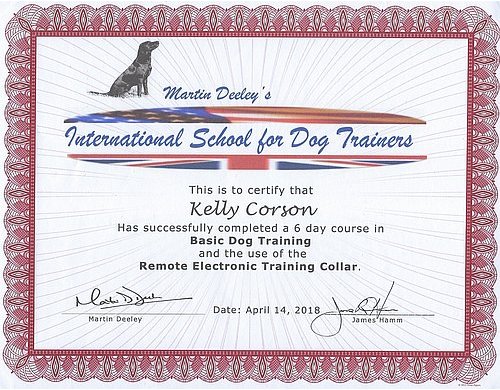 Martin Deeley's
International School for Dog Trainers
This is to certify that
Kelly Corson
Has successfully completed a 6 day course in
Basic Dog Training
and the use of the
Remote Electronic Training Collar.
Date: April 14, 2018
Martin Deeley
James Hamm